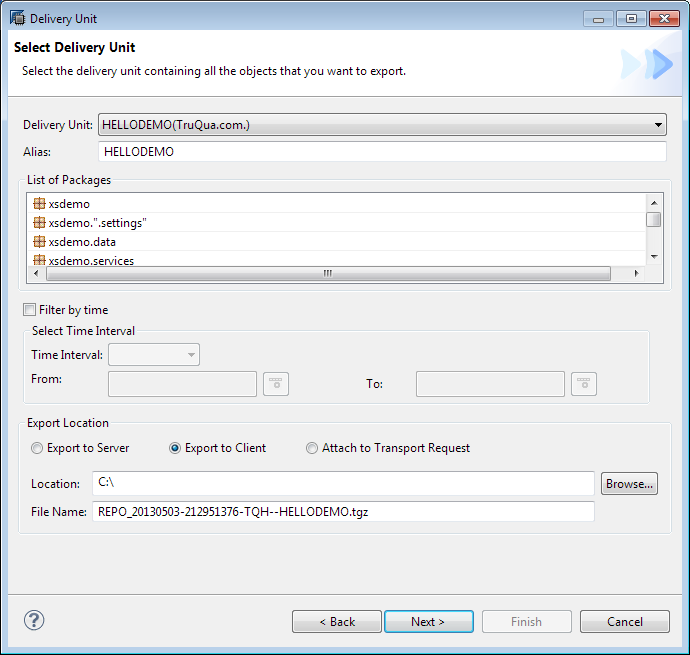 Delivery Unit
Select Delivery Unit
Select the delivery unit containing all the objects that you want to export.
Delivery Unit: HELLODEMO(TruQua.com.)
Alias: HELLODEMO
List of Packages
xsdemo
xsdemo.".settings"
xsdemo.data
xsdemo.services
Filter by time
Select Time Interval
Time Interval:
From: To:
Export Location
Export to Server Export to Client Attach to Transport Request
Location: C:\ Browse...
File Name: REPO_20130503-212951376-TQH--HELLODEMO.tgz
? < Back Next > Finish Cancel